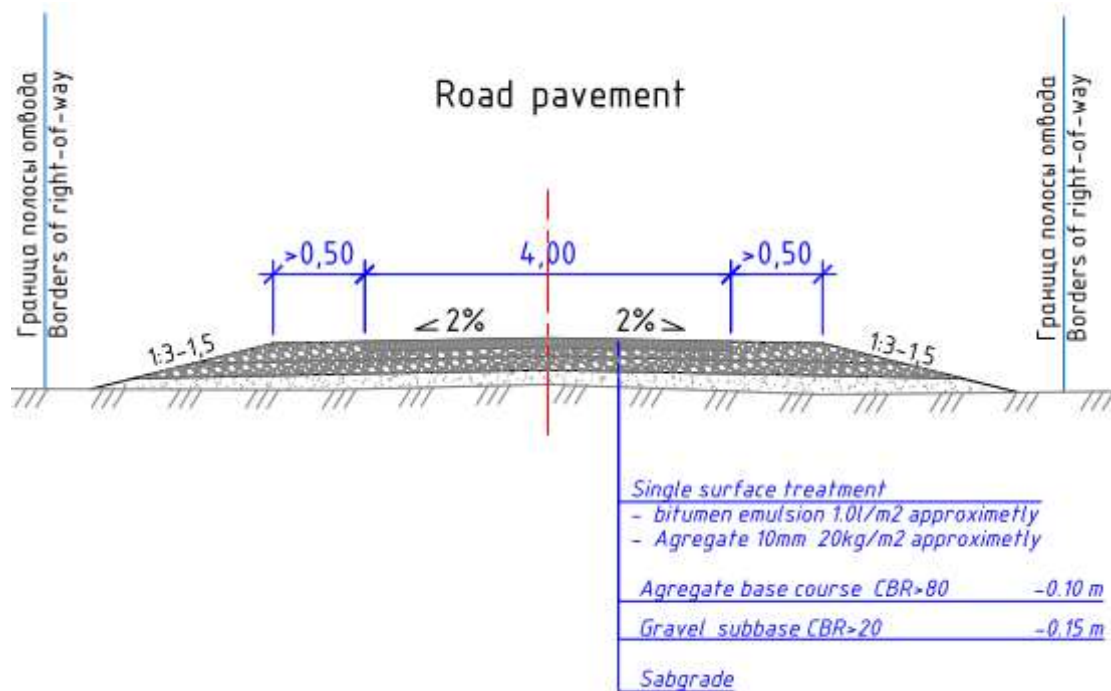 Граница полосы отвода
Borders of right-of-way
Road pavement
Граница полосы отвода
Borders of right-of-way
>0,50
4,00
>0,50
2%
2%
1:3-1,5
1:3-1,5
Single surface treatment
- bitumen emulsion 1.0l/m2 approximetly
- Agregate 10mm 20kg/m2 approximetly
Agregate base course CBR>80 -0.10 m
Gravel subbase CBR>20 -0.15 m
Sabgrade